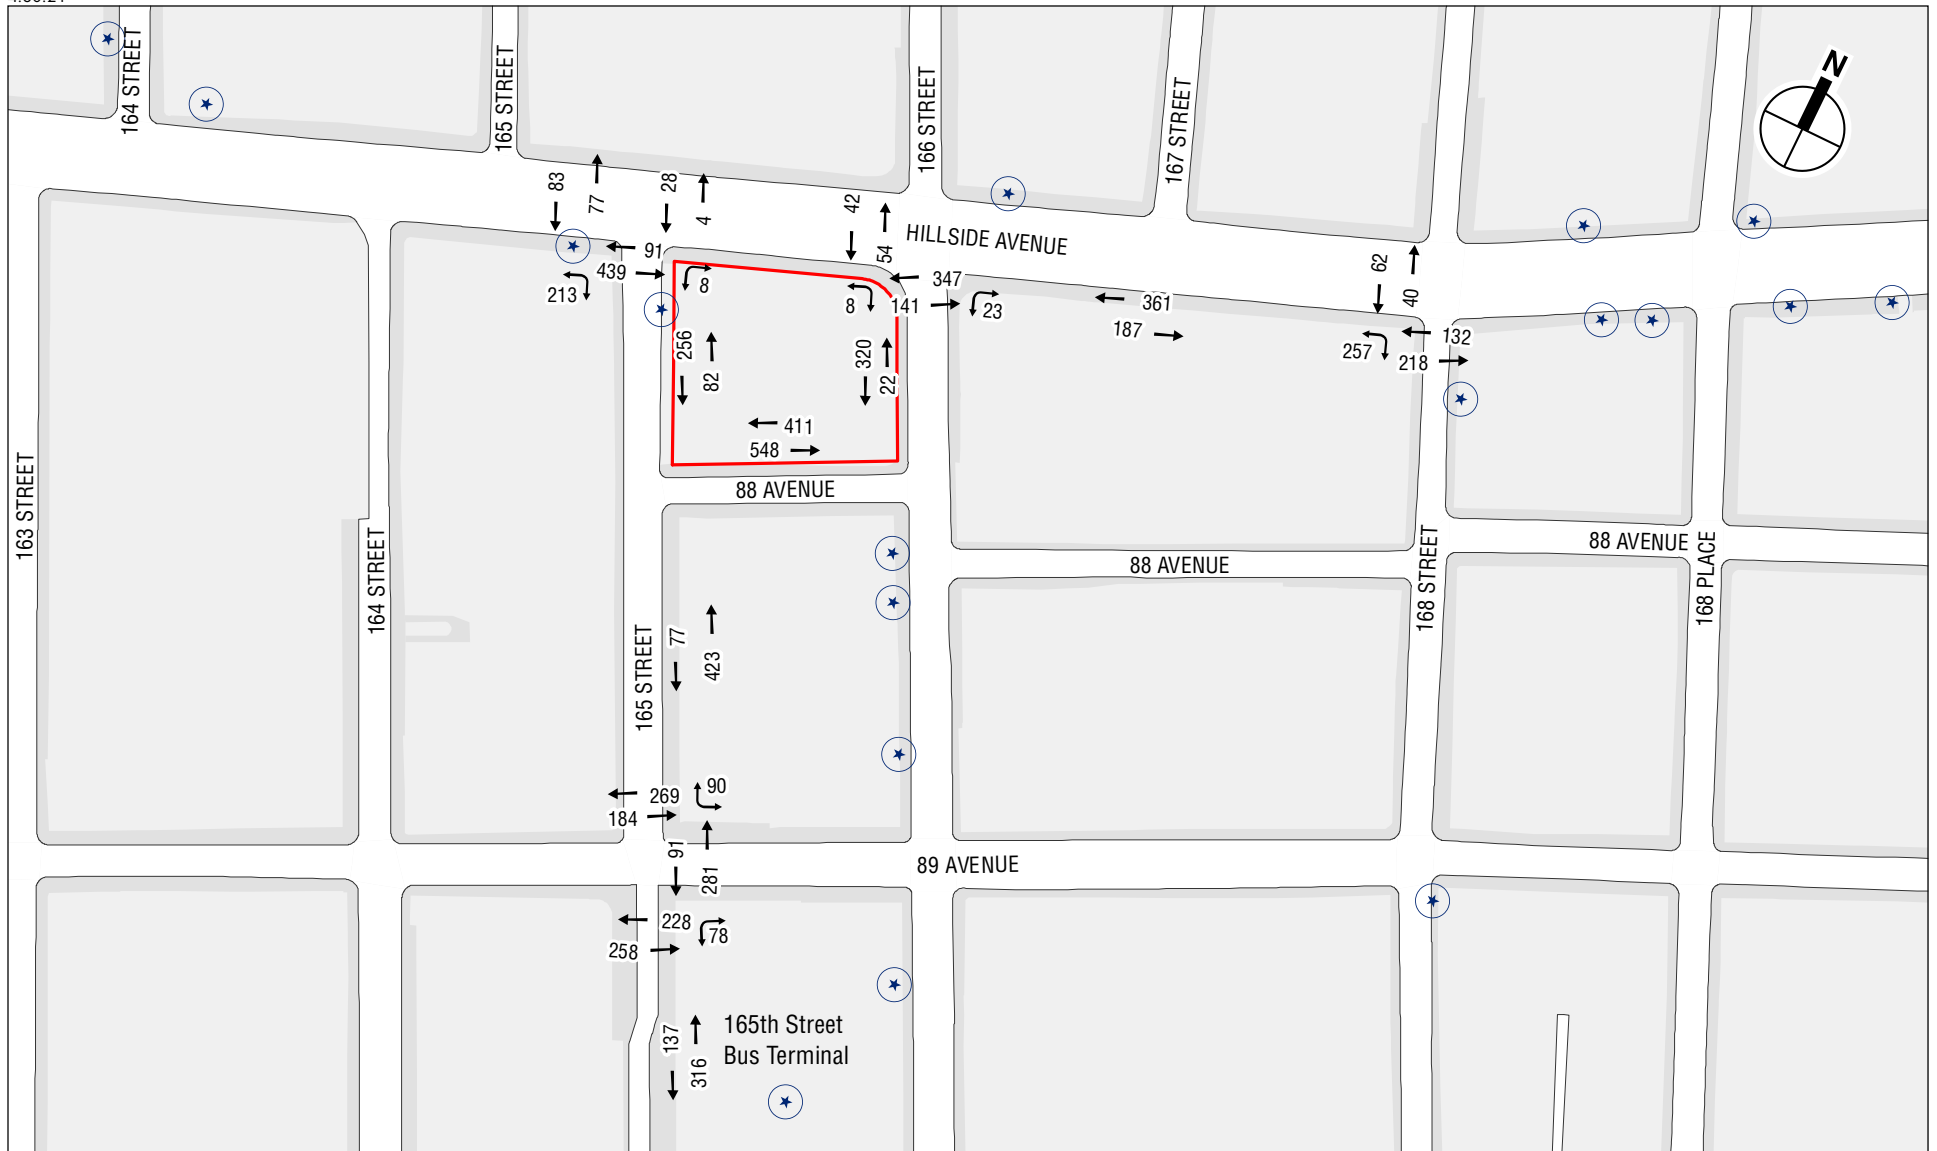 164 STREET
165 STREET
166 STREET
167 STREET
N
83
77
28
4
42
54
HILLSIDE AVENUE
62
40
91
439
213
8
8
347
141
23
361
187
132
257
218
256
82
320
22
411
548
88 AVENUE
163 STREET
164 STREET
165 STREET
88 AVENUE
168 STREET
88 AVENUE
168 PLACE
77
423
269
184
90
91
281
89 AVENUE
228
258
78
137
316
165th Street
Bus Terminal